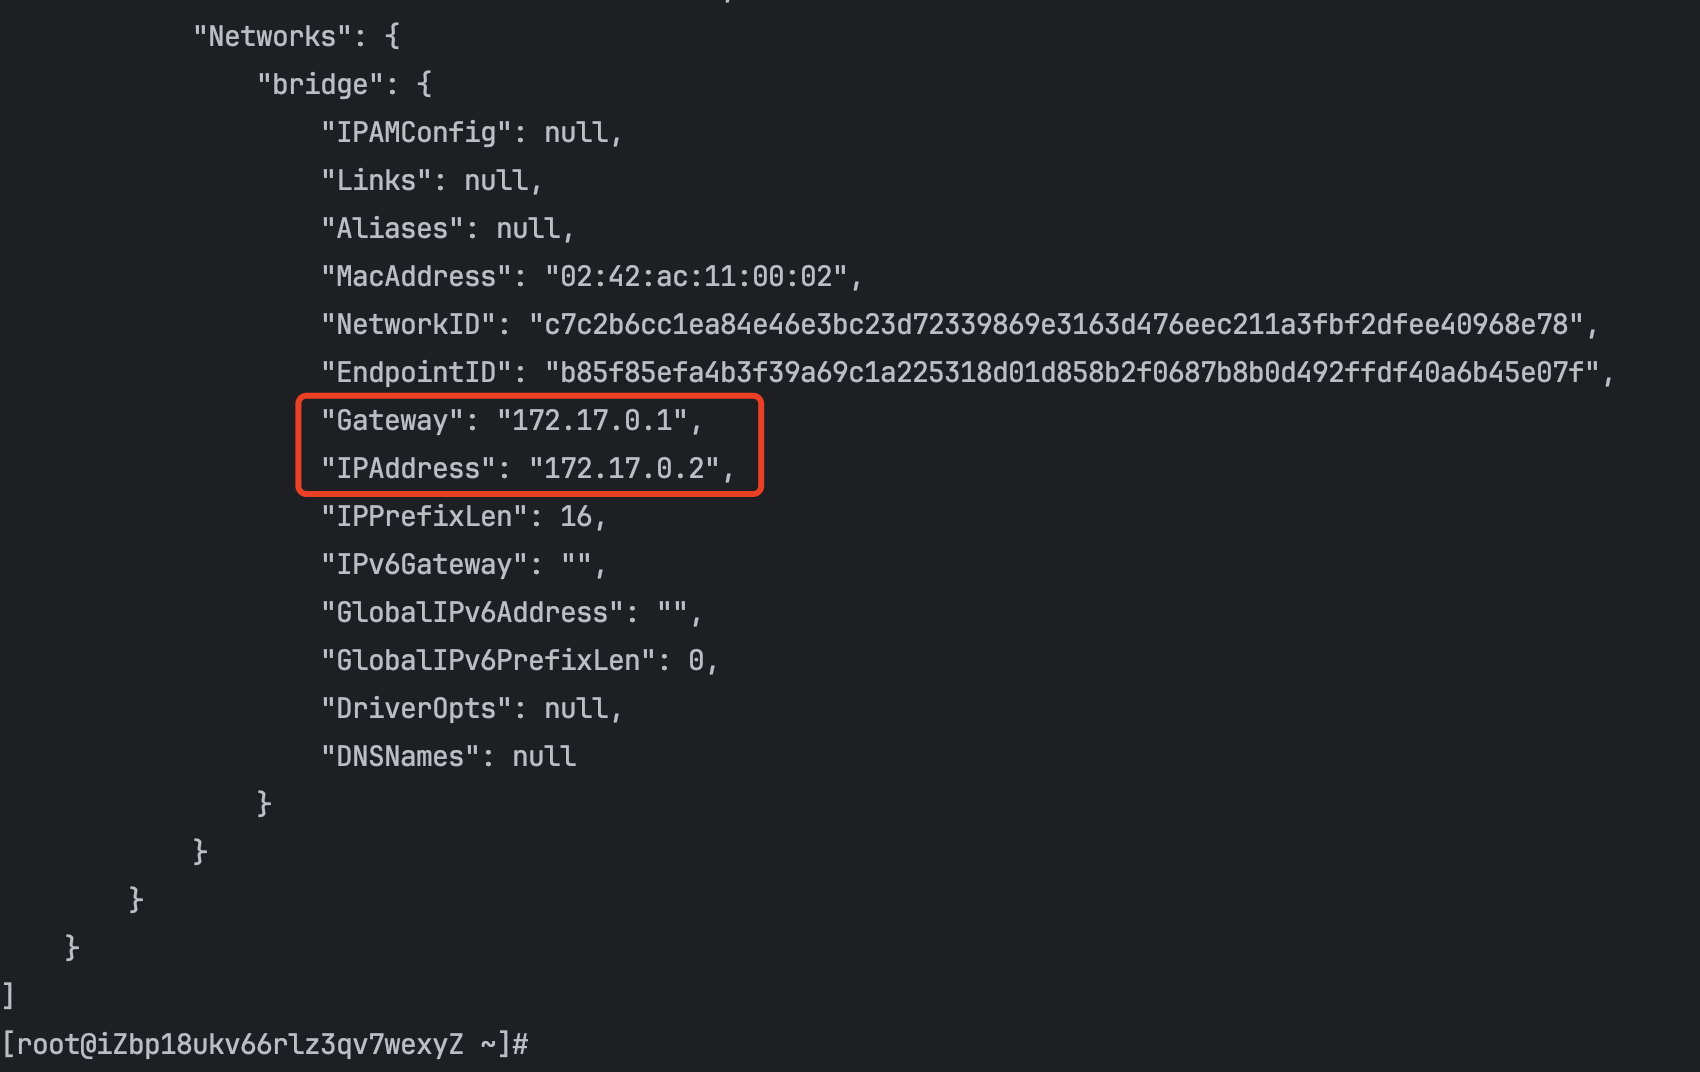 "Networks": {
"bridge": {
"IPAMConfig": null,
"Links": null,
"Aliases": null,
"MacAddress": "02:42:ac:11:00:02",
"NetworkID": "c7c2b6cc1ea84e46e3bc23d72339869e3163d476eec211a3fbf2dfee40968e78",
"EndpointID": "b85f85efa4b3f39a69c1a225318d01d858b2f0687b8b0d492ffdf40a6b45e07f",
"Gateway": "172.17.0.1",
"IPAddress": "172.17.0.2",
"IPPrefixLen": 16,
"IPv6Gateway": "",
"GlobalIPv6Address": "",
"GlobalIPv6PrefixLen": 0,
"DriverOpts": null,
"DNSNames": null
}
}
}
}
]
[root@iZbp18ukv66rlz3qv7wexyZ ~]#